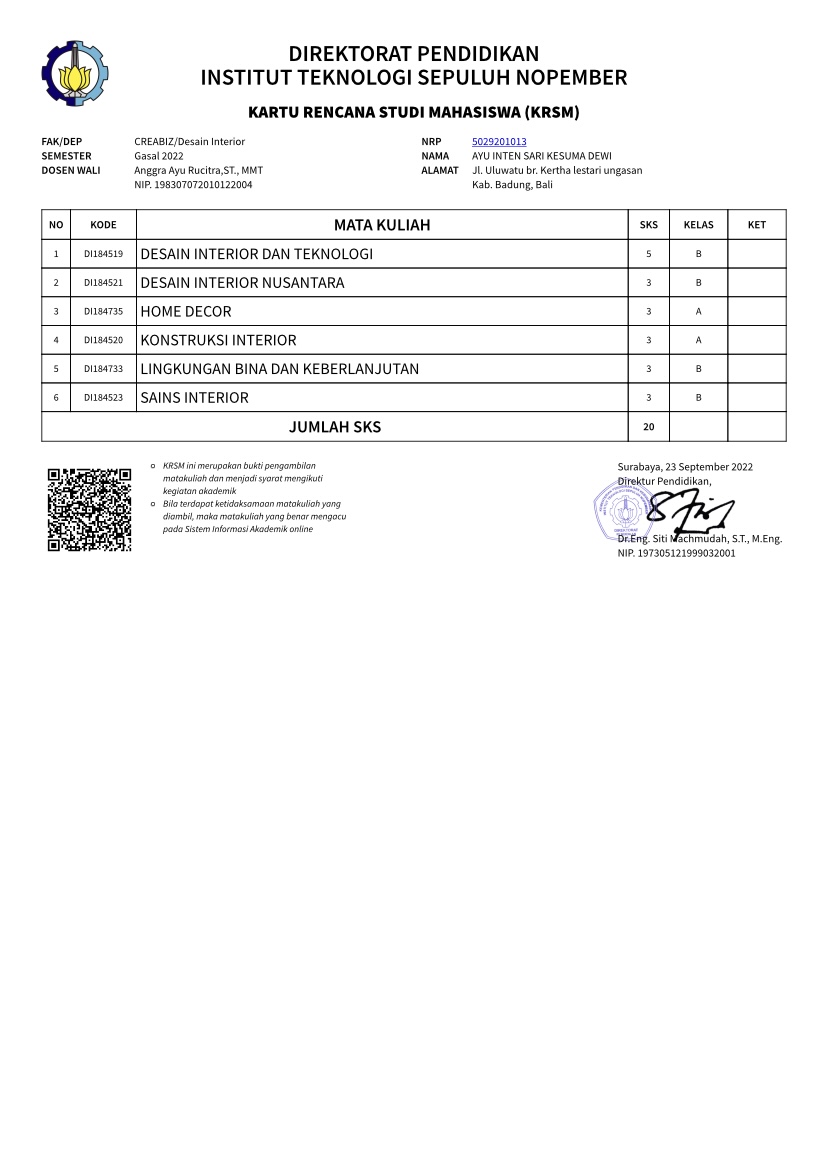 DIREKTORAT PENDIDIKAN
INSTITUT TEKNOLOGI SEPULUH NOPEMBER
KARTU RENCANA STUDI MAHASISWA (KRSM)
FAK/DEP CREABIZ/Desain Interior NRP 5029201013
SEMESTER Gasal 2022 NAMA AYU INTEN SARI KESUMA DEWI
DOSEN WALI Anggra Ayu Rucitra,ST., MMT ALAMAT Jl. Uluwatu br. Kertha lestari ungasan
NIP. 198307072010122004 Kab. Badung, Bali
NO KODE MATA KULIAH SKS KELAS KET
1 DI184519 DESAIN INTERIOR DAN TEKNOLOGI 5 B
2 DI184521 DESAIN INTERIOR NUSANTARA 3 B
3 DI184735 HOME DECOR 3 A
4 DI184520 KONSTRUKSI INTERIOR 3 A
5 DI184733 LINGKUNGAN BINA DAN KEBERLANJUTAN 3 B
6 DI184523 SAINS INTERIOR 3 B
JUMLAH SKS 20
KRSM ini merupakan bukti pengambilan
matakuliah dan menjadi syarat mengikuti
kegiatan akademik
Bila terdapat ketidaksamaan matakuliah yang
diambil, maka matakuliah yang benar mengacu
pada Sistem Informasi Akademik online
Surabaya, 23 September 2022
Direktur Pendidikan,
DIREKTORAT
Dr.Eng. Siti Machmudah, S.T., M.Eng.
NIP. 197305121999032001